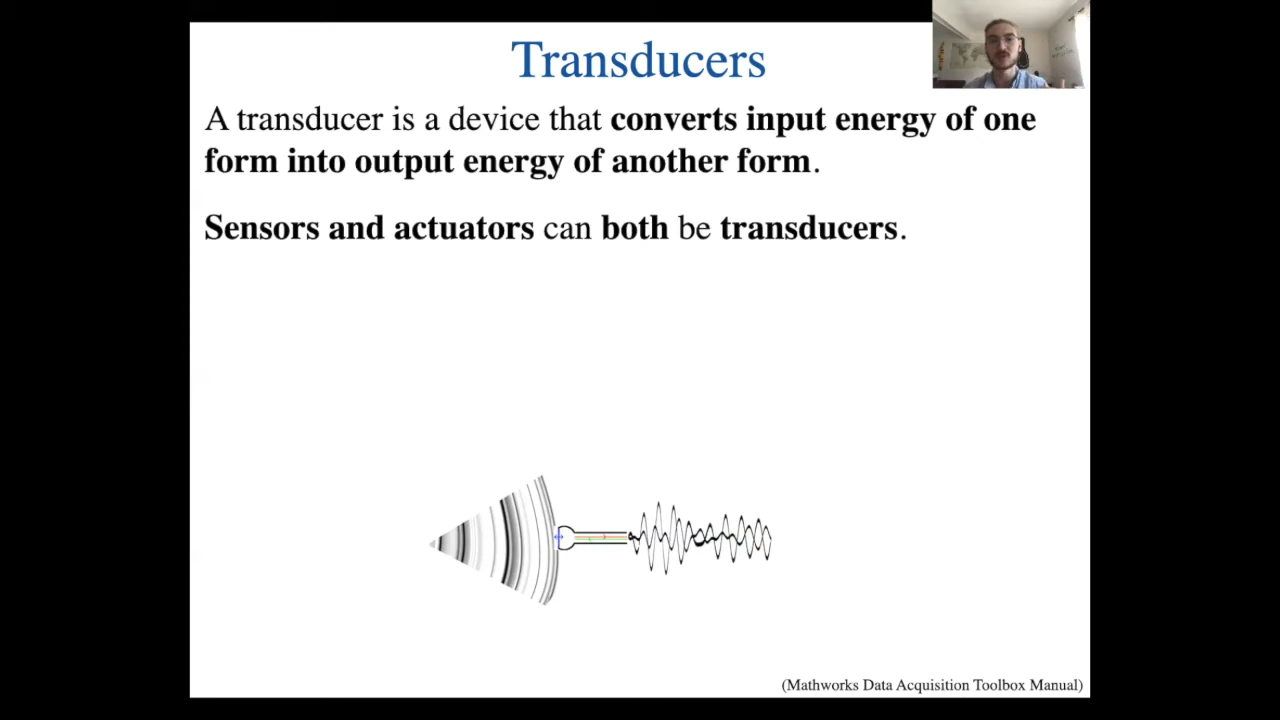 Transducers
A transducer is a device that converts input energy of one
form into output energy of another form.
Sensors and actuators can both be transducers.
(Mathworks Data Acquisition Toolbox Manual)